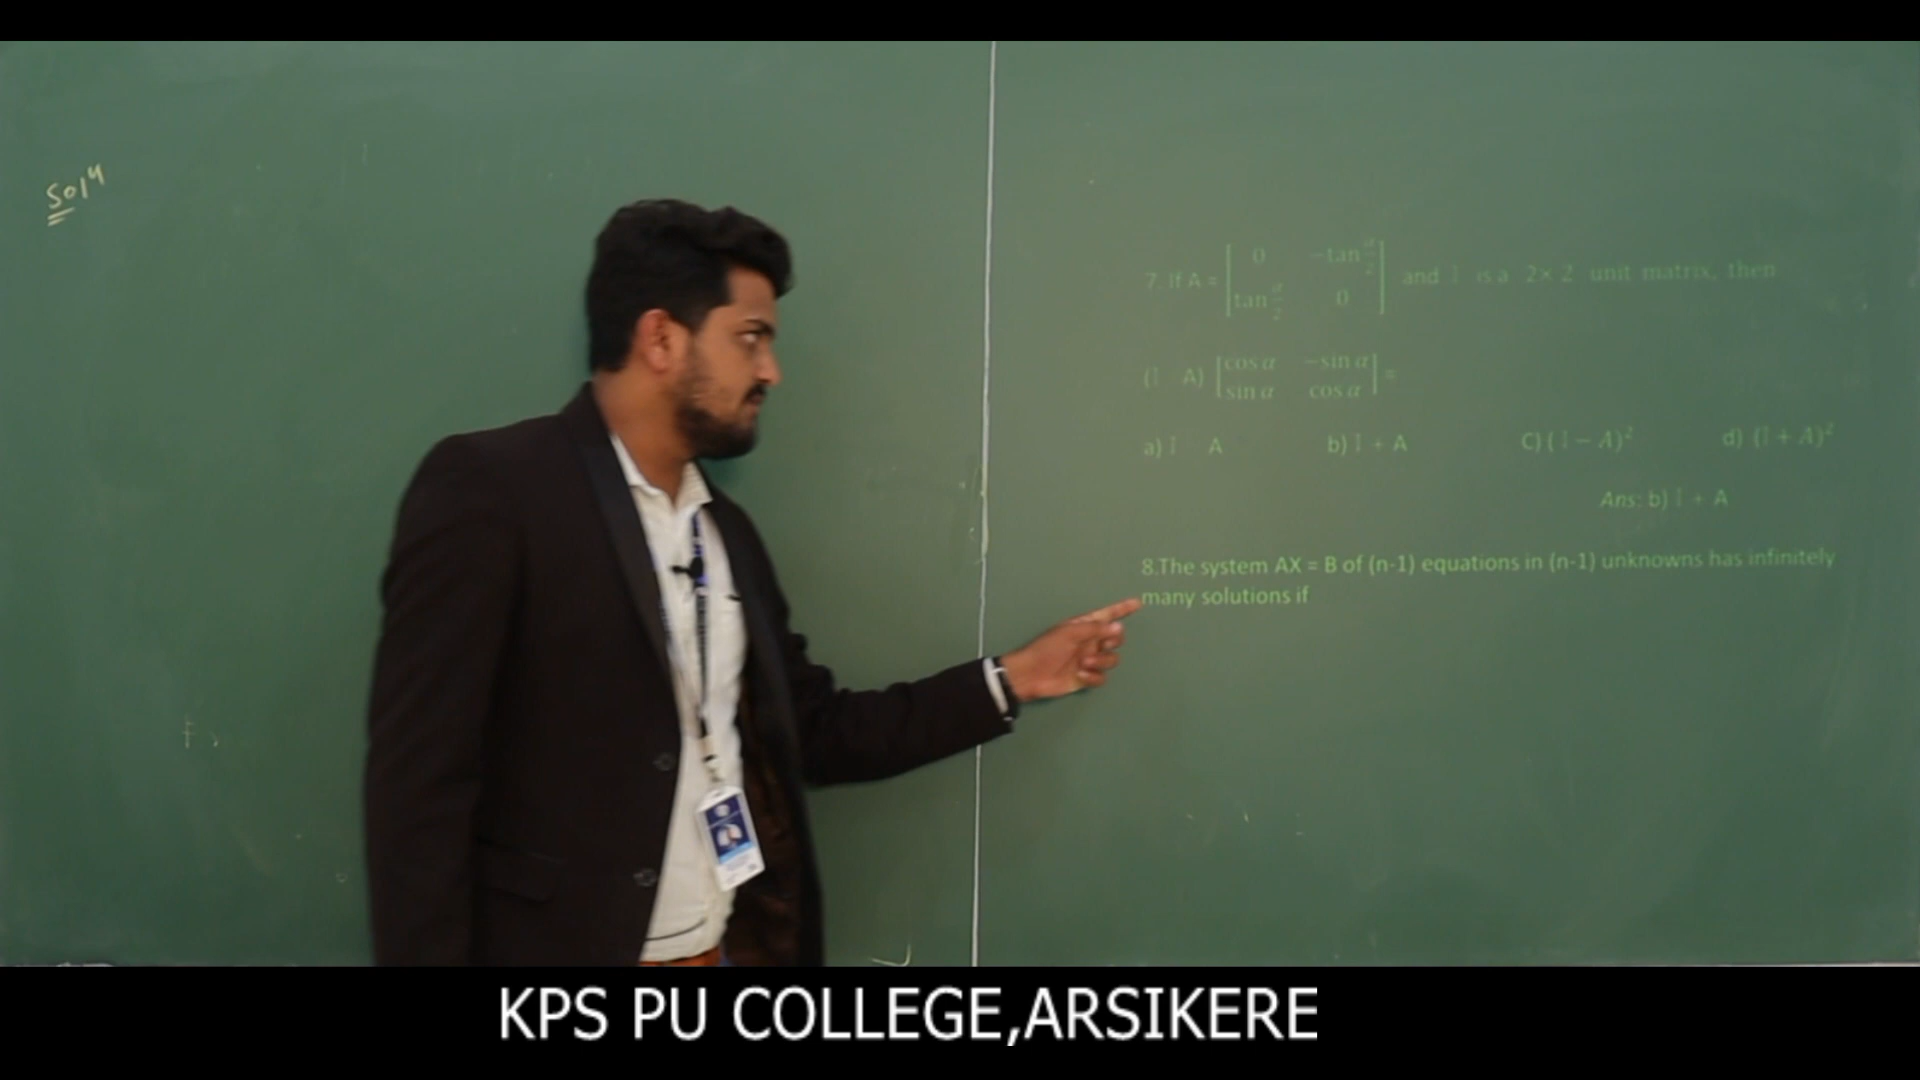 Sol4
7. If A = [0 −tan α/2; tan α/2 0] and I is a 2× 2 unit matrix, then
(I A) [cos α −sin α; sin α cos α] =
a) I A b) I + A C) ( I − A)² d) (I + A)²
Ans: b) I + A
8.The system AX = B of (n-1) equations in (n-1) unknowns has infinitely
many solutions if
KPS PU COLLEGE,ARSIKERE